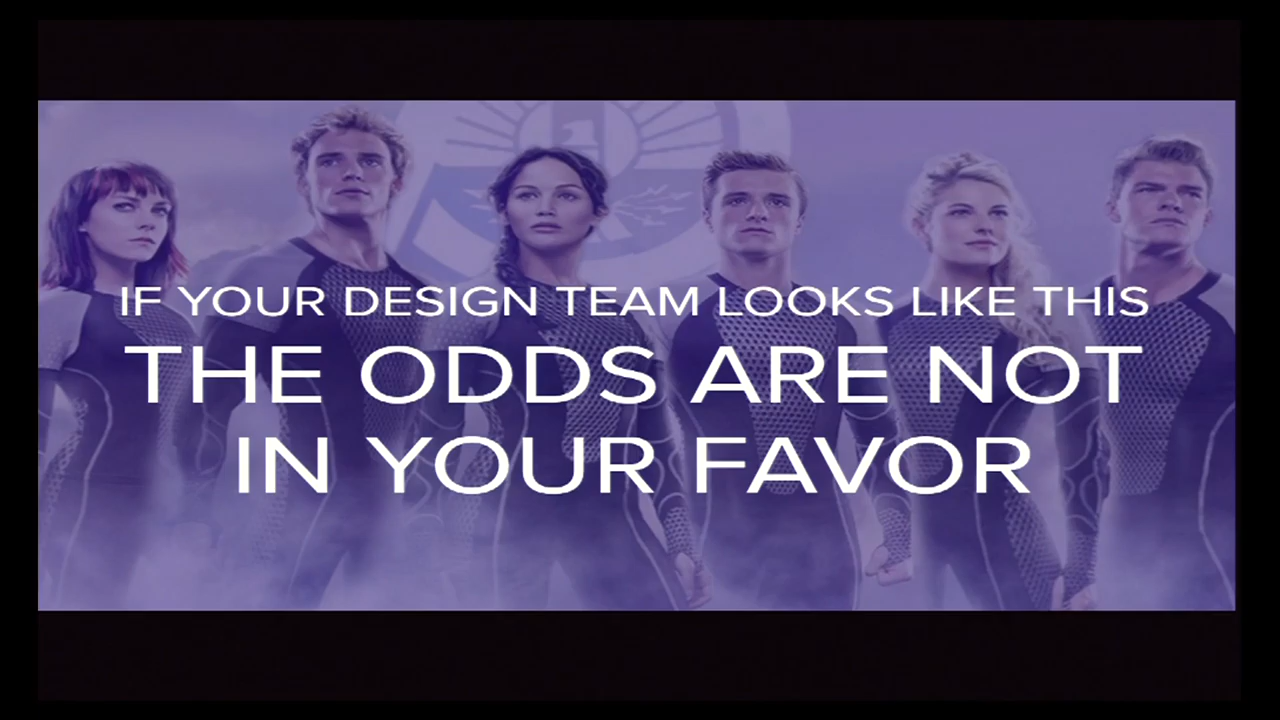 IF YOUR DESIGN TEAM LOOKS LIKE THIS
THE ODDS ARE NOT
IN YOUR FAVOR